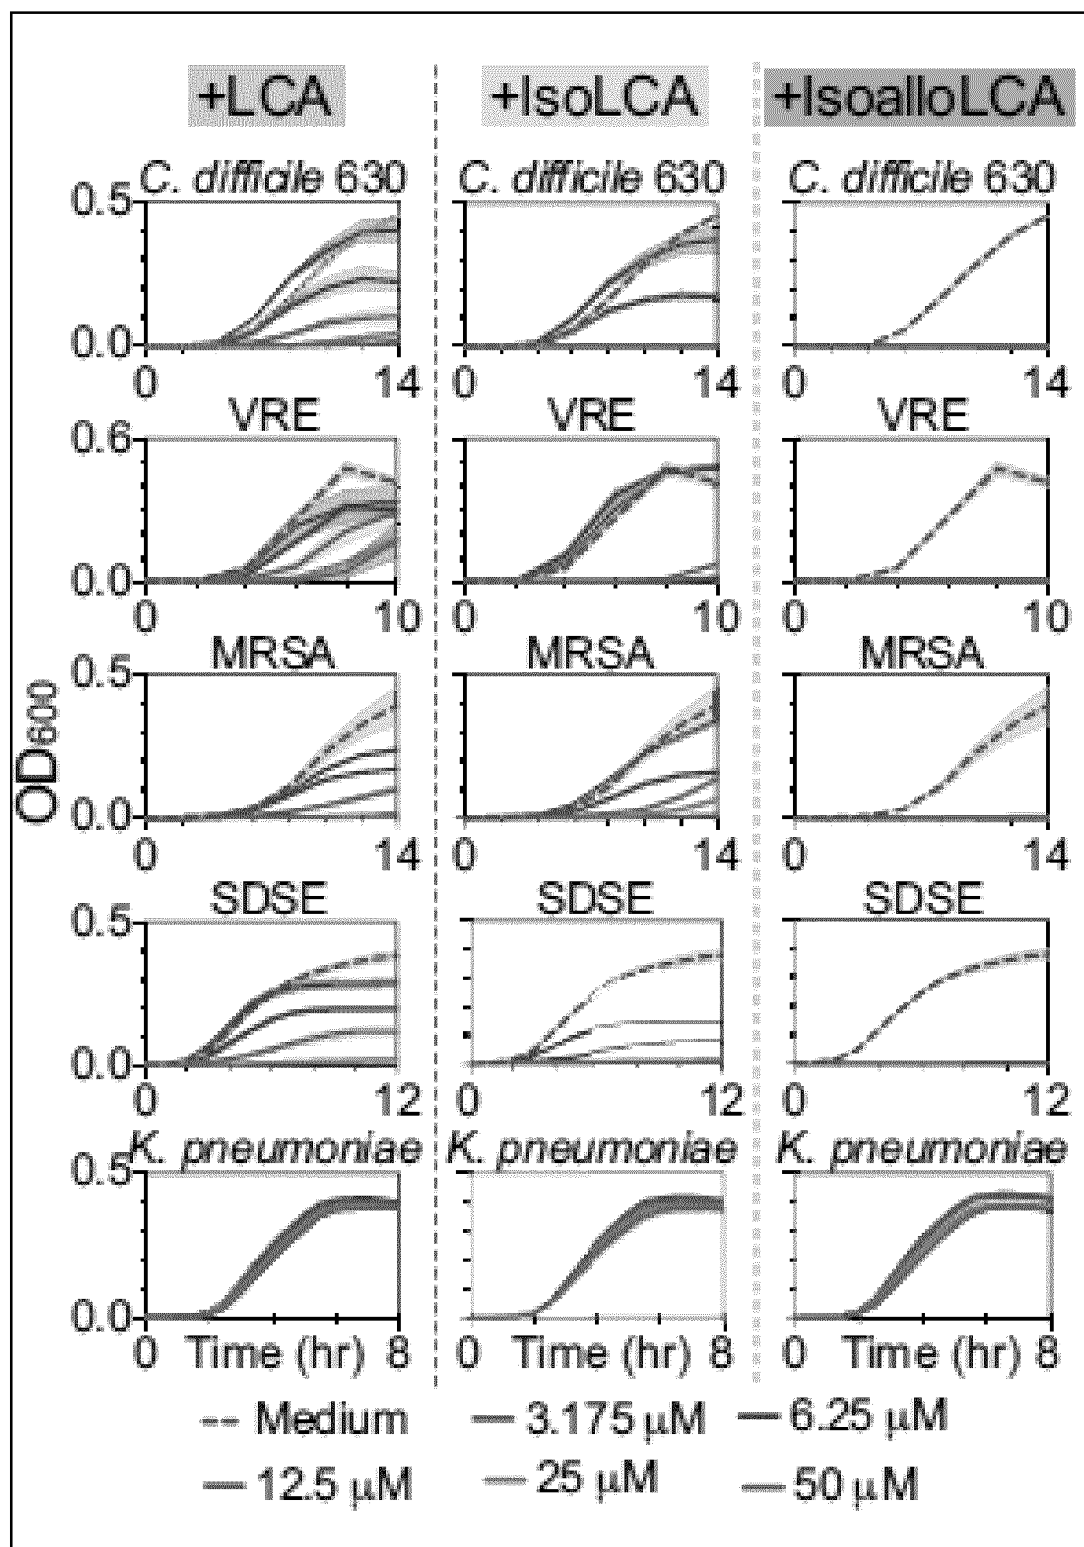 +LCA +IsoLCA +IsoalloLCA
C. difficile 630 C. difficile 630 C. difficile 630
0.5
0.0
0 14 0 14 0 14
VRE VRE VRE
0.6
0.0
0 10 0 10 0 10
MRSA MRSA MRSA
0.5
0.0
0 14 0 14 0 14
OD600
SDSE SDSE SDSE
0.5
0.0
0 12 0 12 0 12
K. pneumoniae K. pneumoniae K. pneumoniae
0.5
0.0
0 Time (hr) 8 0 Time (hr) 8 0 Time (hr) 8
Medium 3.175 μM 6.25 μM
12.5 μM 25 μM 50 μM